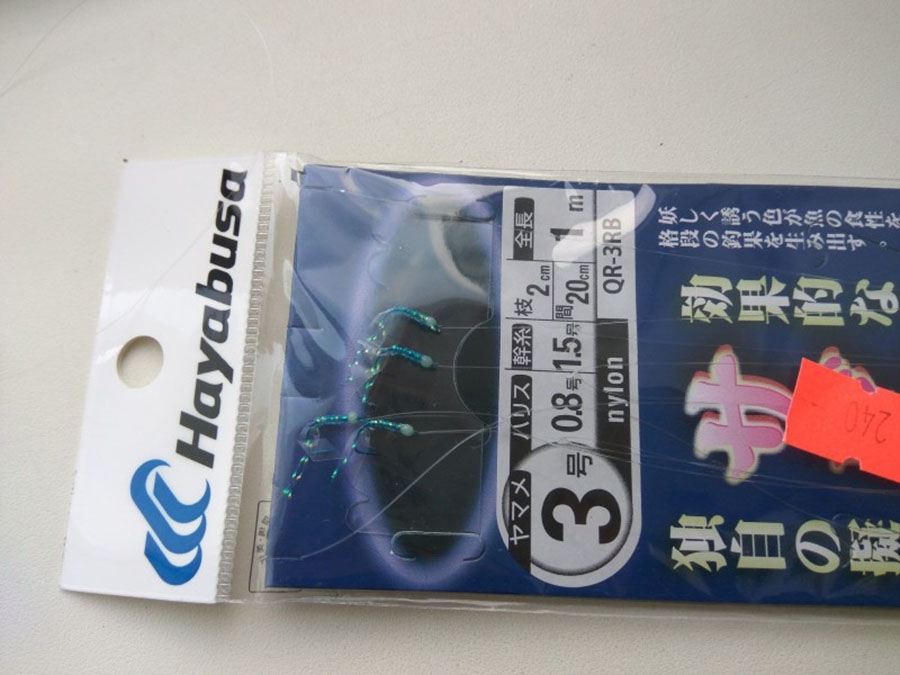 Hayabusa
ヤマメ
3号
ハリス
0.8号
幹糸
1.5号
枝
2cm
間
20cm
全長
1m
nylon
QR-3RB
妖しく誘う色が魚の食性を
格段の釣果を生み出す。
効果的な
サ
独自の
240